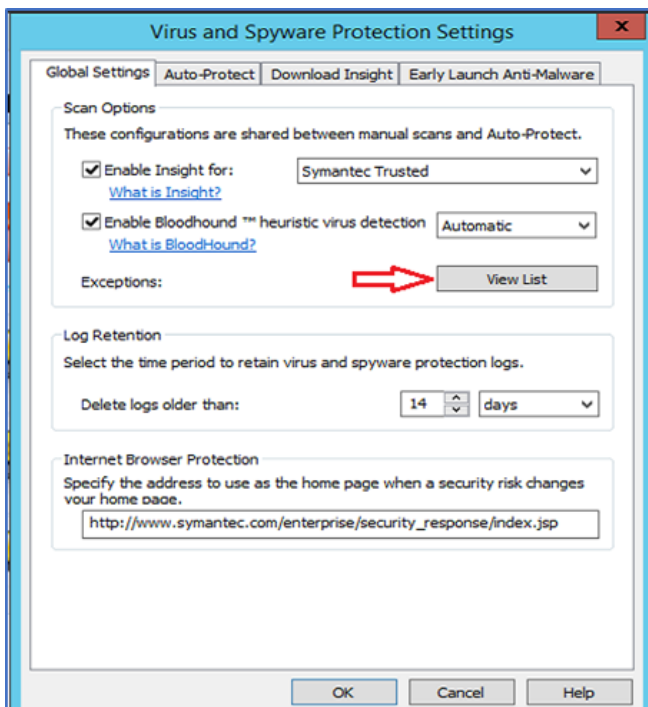 Virus and Spyware Protection Settings
x
Global Settings Auto-Protect Download Insight Early Launch Anti-Malware
Scan Options
These configurations are shared between manual scans and Auto-Protect.
Enable Insight for: Symantec Trusted
What is Insight?
Enable Bloodhound ™ heuristic virus detection Automatic
What is BloodHound?
Exceptions: View List
Log Retention
Select the time period to retain virus and spyware protection logs.
Delete logs older than: 14 days
Internet Browser Protection
Specify the address to use as the home page when a security risk changes
your home page.
http://www.symantec.com/enterprise/security_response/index.jsp
OK Cancel Help